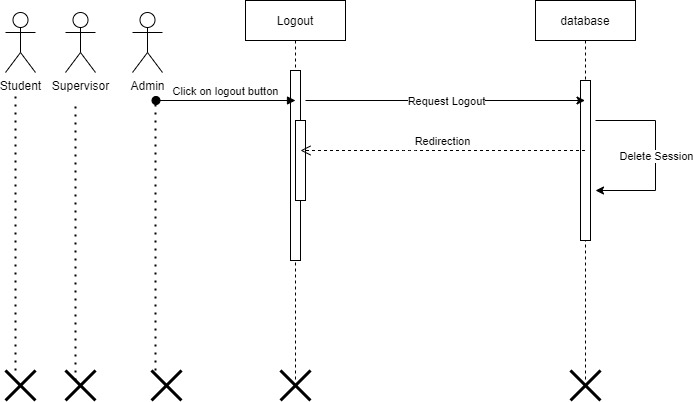 Logout
database
Student
Supervisor
Admin
Click on logout button
Request Logout
Redirection
Delete Session